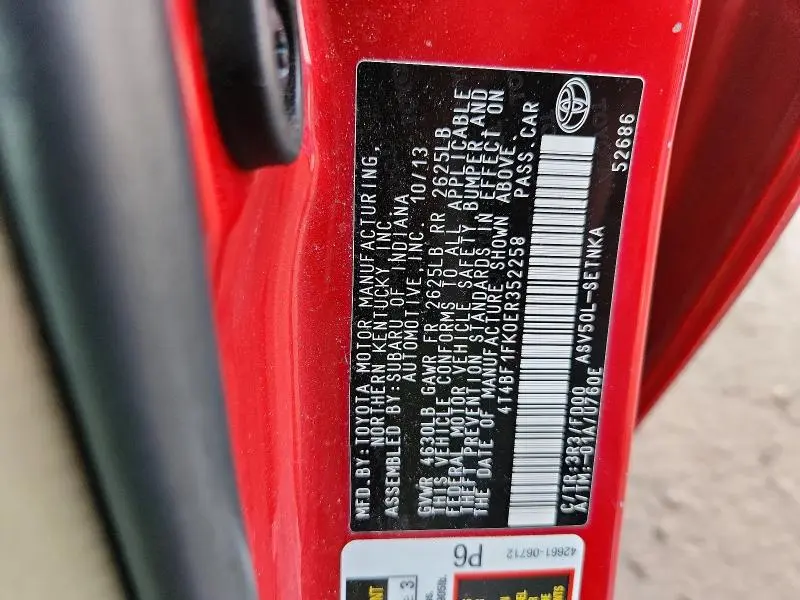 MFD.BY:TOYOTA MOTOR MANUFACTURING,
NORTHERN KENTUCKY INC.
ASSEMBLED BY:SUBARU OF INDIANA
AUTOMOTIVE INC. 10/13
GVWR 4630LB GAWR FR 2625LB RR 2625LB
THIS VEHICLE CONFORMS TO ALL APPLICABLE
FEDERAL MOTOR VEHICLE SAFETY, BUMPER AND
THEFT PREVENTION STANDARDS IN EFFECT ON
THE DATE OF MANUFACTURE SHOWN ABOVE.
4T4BF1FK0ER352258 PASS.CAR
C/TR:3R3/
A/TM:-01A/U760E ASV50L-SETNKA
52686
P6
42661-06712
3